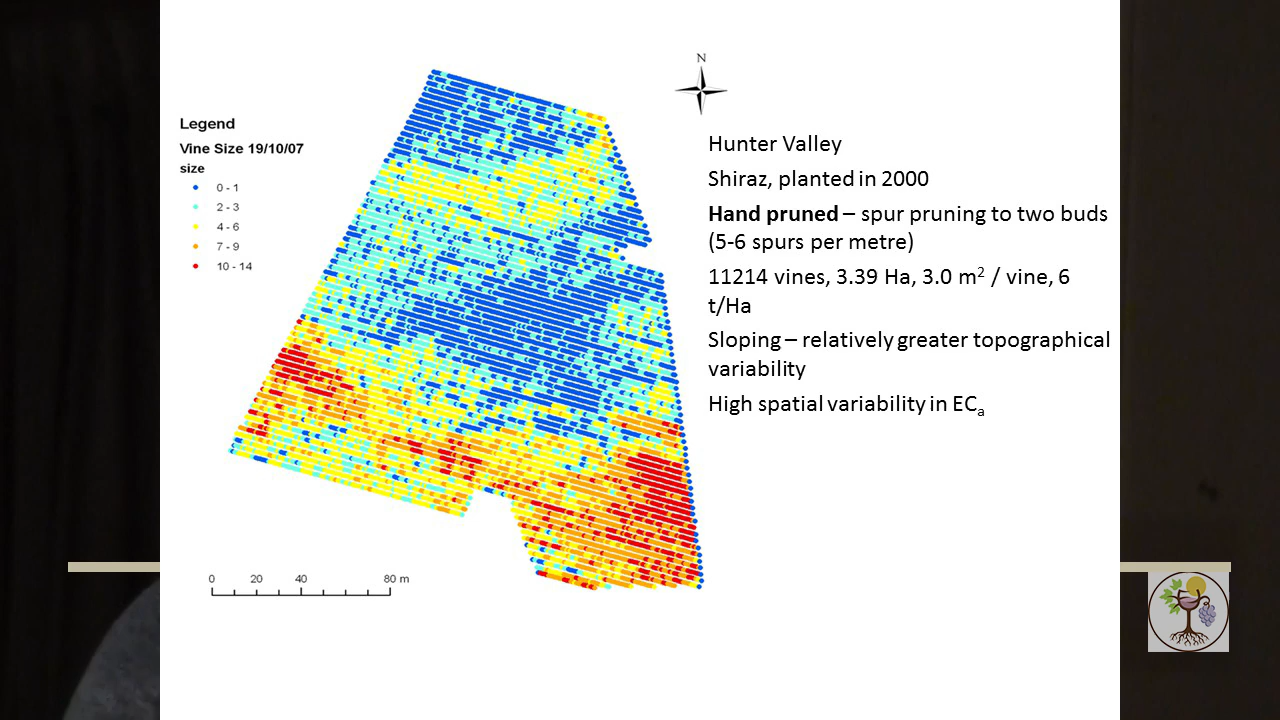 N
Legend
Vine Size 19/10/07
size
0 - 1
2 - 3
4 - 6
7 - 9
10 - 14
Hunter Valley
Shiraz, planted in 2000
Hand pruned – spur pruning to two buds
(5-6 spurs per metre)
11214 vines, 3.39 Ha, 3.0 m² / vine, 6
t/Ha
Sloping – relatively greater topographical
variability
High spatial variability in ECₐ
0 20 40 80 m